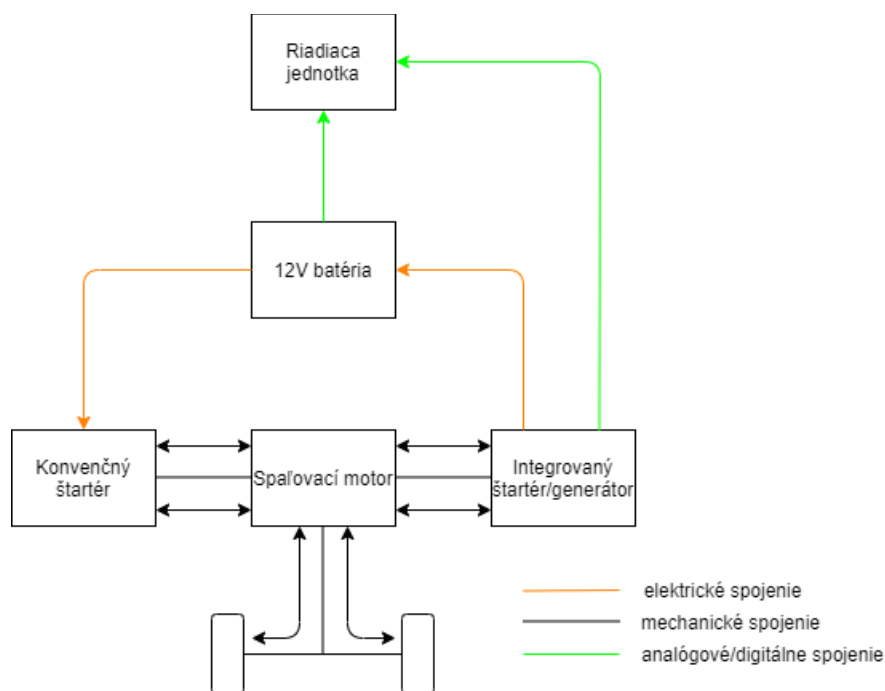 Riadiaca
jednotka
12V batéria
Konvenčný
štartér
Spaľovací motor
Integrovaný
štartér/generátor
elektrické spojenie
mechanické spojenie
analógové/digitálne spojenie